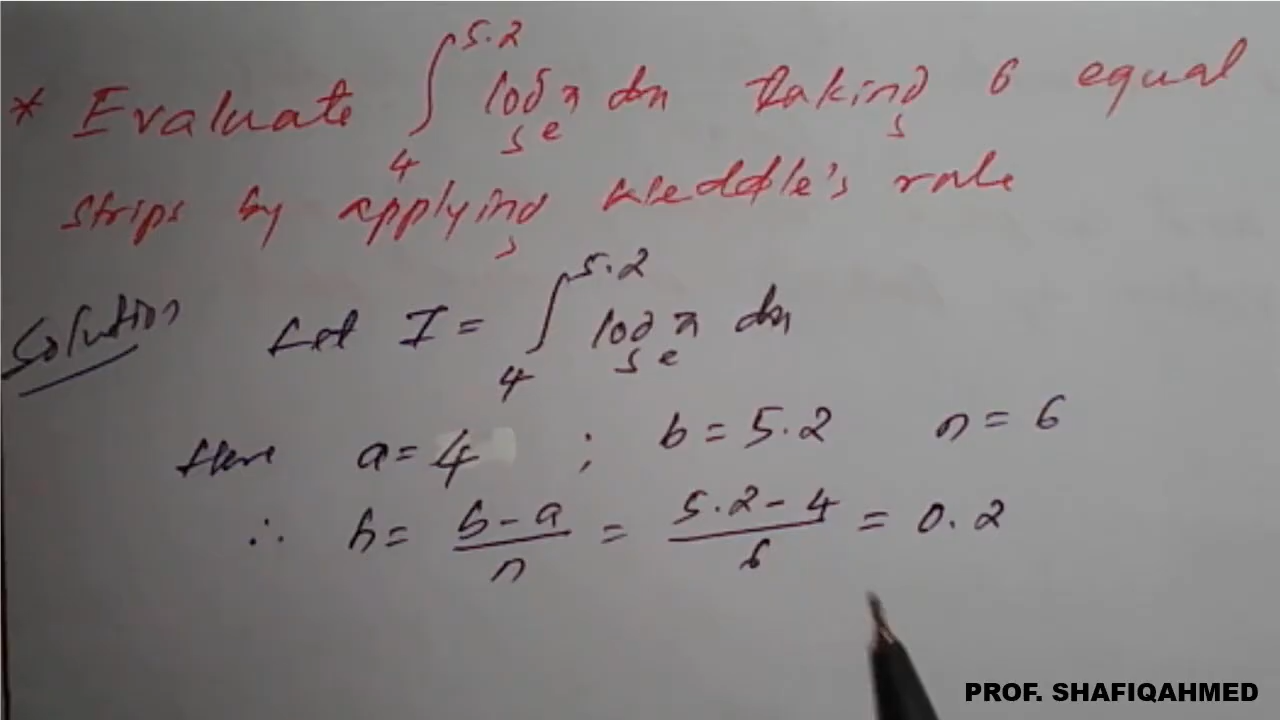 * Evaluate ∫₄^5.2 logₑx dx taking 6 equal
strips by applying Weddle's rule
Solution Let I = ∫₄^5.2 logₑx dx
Here a = 4 ; b = 5.2 n = 6
∴ h = (b - a)/n = (5.2 - 4)/6 = 0.2
PROF. SHAFIQAHMED